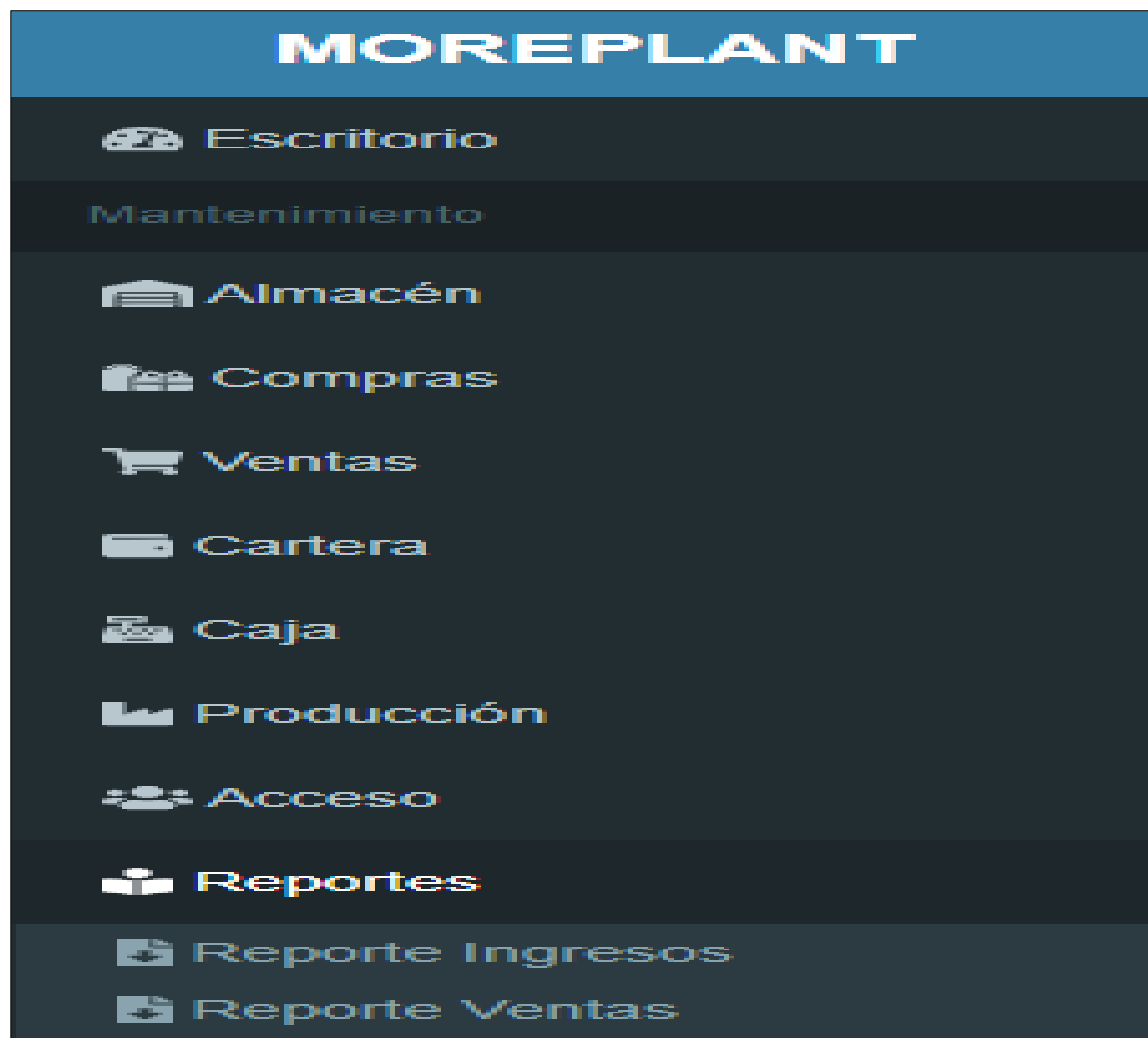 MOREPLANT
Escritorio
Mantenimiento
Almacén
Compras
Ventas
Cartera
Caja
Producción
Acceso
Reportes
Reporte Ingresos
Reporte Ventas